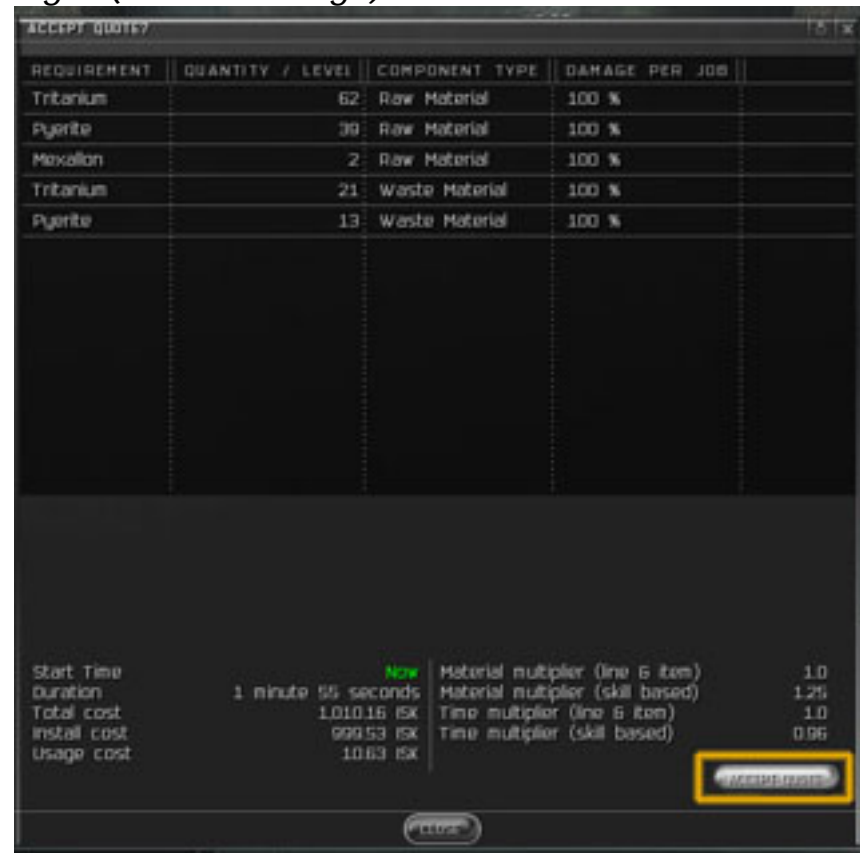 ACCEPT QUOTE?
REQUIREMENT QUANTITY / LEVEL COMPONENT TYPE DAMAGE PER JOB
Tritanium 62 Raw Material 100 %
Pyerite 39 Raw Material 100 %
Mexallon 2 Raw Material 100 %
Tritanium 21 Waste Material 100 %
Pyerite 13 Waste Material 100 %
Start Time Now Material multiplier (line & item) 1.0
Duration 1 minute 55 seconds Material multiplier (skill based) 1.25
Total cost 1,010.16 ISK Time multiplier (line & item) 1.0
Install cost 999.53 ISK Time multiplier (skill based) 0.96
Usage cost 10.63 ISK
ACCEPT QUOTE
CLOSE